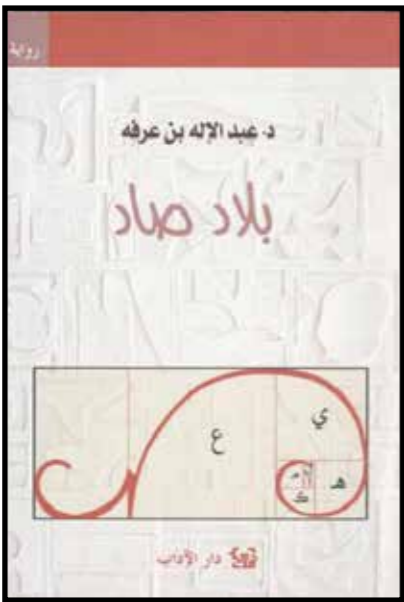 رواية
د. عبد الإله بن عرفه
بلاد صاد
ي
ع
هـ
ك
دار الآداب